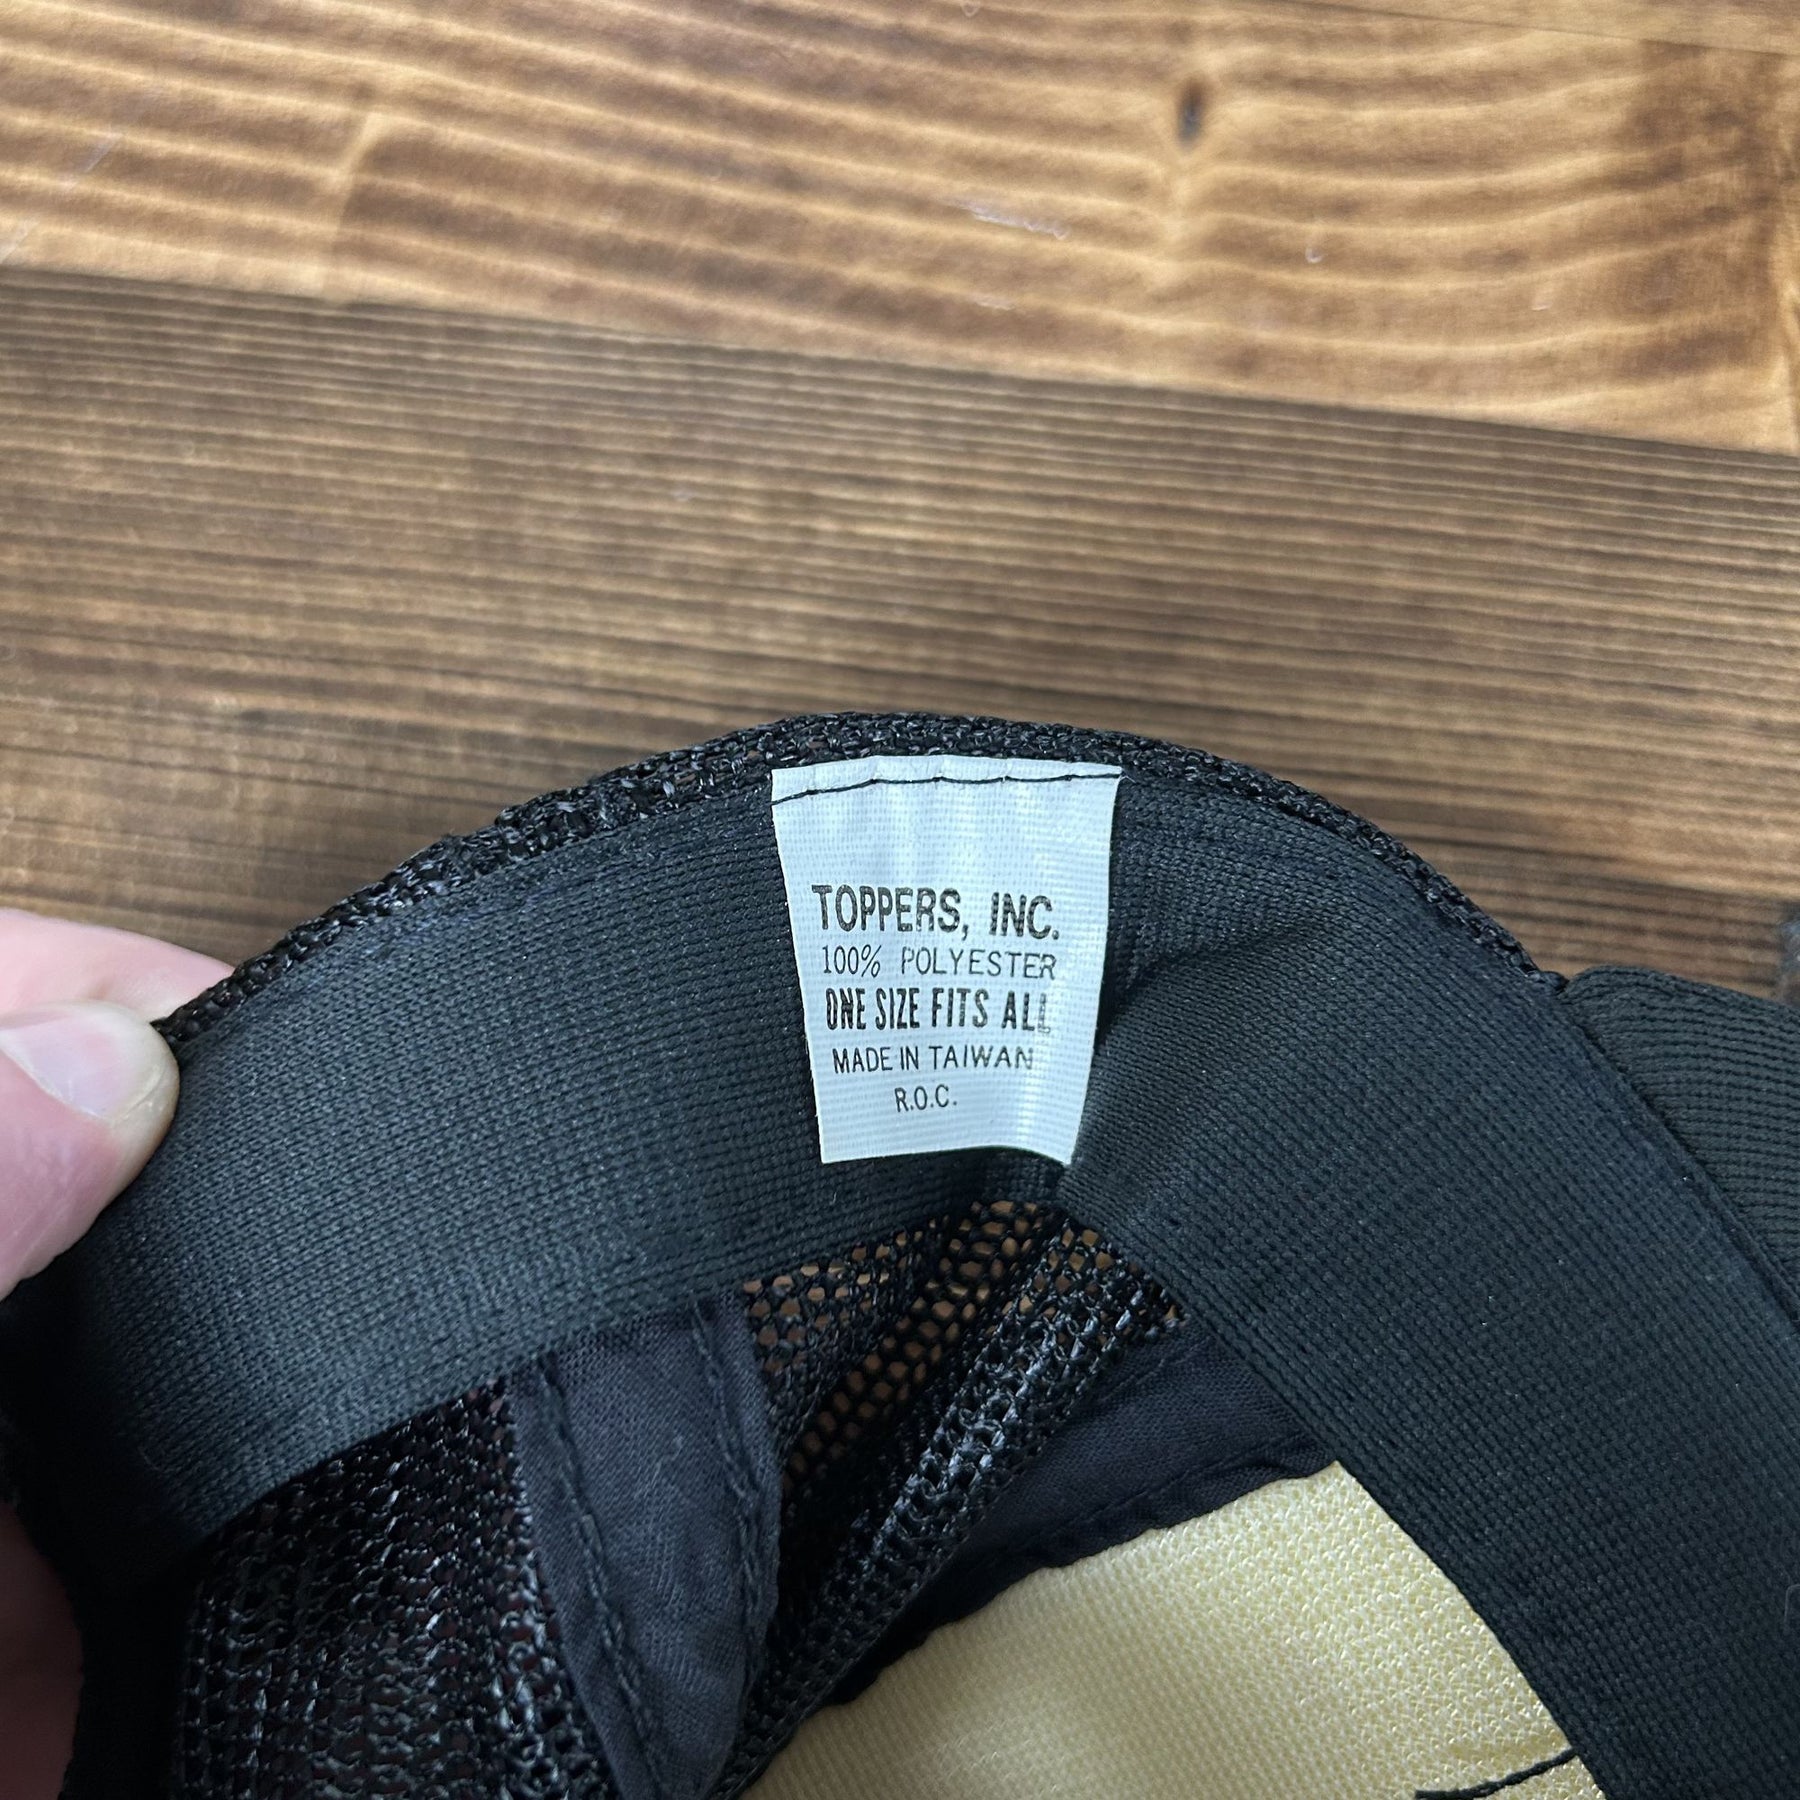 TOPPERS, INC.
100% POLYESTER
ONE SIZE FITS ALL
MADE IN TAIWAN
R.O.C.